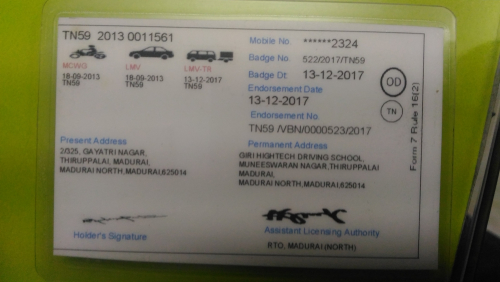 TN59 2013 0011561
Mobile No. ******2324
Badge No 522/2017/TN59
MCWG LMV LMV-TR
Badge Dt: 13-12-2017
18-09-2013 18-09-2013 13-12-2017
TN59 TN59 TN59
OD
Endorsement Date
13-12-2017
TN
Endorsement No.
TN59 /VBN/0000523/2017
Form 7 Rule 16(2)
Present Address
2/325, GAYATRI NAGAR,
THIRUPPALAI, MADURAI,
MADURAI NORTH,MADURAI,625014
Permanent Address
GIRI HIGHTECH DRIVING SCHOOL,
MUNEESWARAN NAGAR,THIRUPPALAI
MADURAI,
MADURAI NORTH,MADURAI,625014
Holder's Signature
Assistant Licensing Authority
RTO, MADURAI (NORTH)